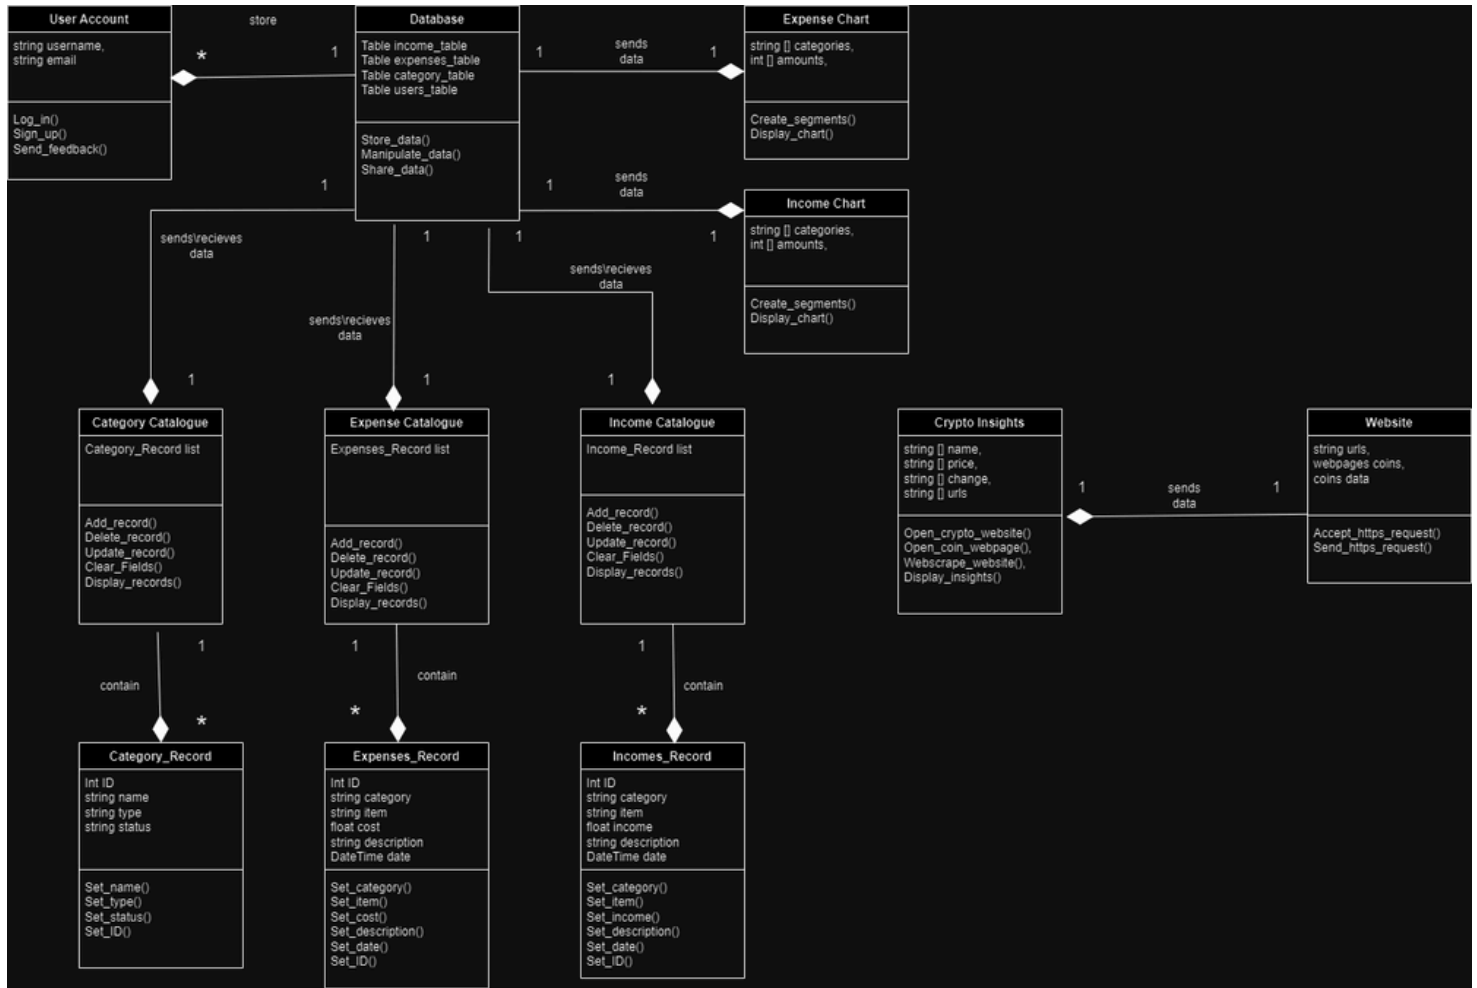 User Account
string username,
string email
Log_in()
Sign_up()
Send_feedback()
store
*
1
Database
Table income_table
Table expenses_table
Table category_table
Table users_table
Store_data()
Manipulate_data()
Share_data()
1
sends
data
1
Expense Chart
string [] categories,
int [] amounts,
Create_segments()
Display_chart()
1
sends
data
1
Income Chart
string [] categories,
int [] amounts,
Create_segments()
Display_chart()
1
sends\recieves
data
1
1
sends\recieves
data
1
1
sends\recieves
data
1
Category Catalogue
Category_Record list
Add_record()
Delete_record()
Update_record()
Clear_Fields()
Display_records()
Expense Catalogue
Expenses_Record list
Add_record()
Delete_record()
Update_record()
Clear_Fields()
Display_records()
Income Catalogue
Income_Record list
Add_record()
Delete_record()
Update_record()
Clear_Fields()
Display_records()
Crypto Insights
string [] name,
string [] price,
string [] change,
string [] urls
Open_crypto_website()
Open_coin_webpage(),
Webscrape_website(),
Display_insights()
1
sends
data
1
Website
string urls,
webpages coins,
coins data
Accept_https_request()
Send_https_request()
1
contain
*
1
contain
*
1
contain
*
Category_Record
Int ID
string name
string type
string status
Set_name()
Set_type()
Set_status()
Set_ID()
Expenses_Record
Int ID
string category
string item
float cost
string description
DateTime date
Set_category()
Set_item()
Set_cost()
Set_description()
Set_date()
Set_ID()
Incomes_Record
Int ID
string category
string item
float income
string description
DateTime date
Set_category()
Set_item()
Set_income()
Set_description()
Set_date()
Set_ID()